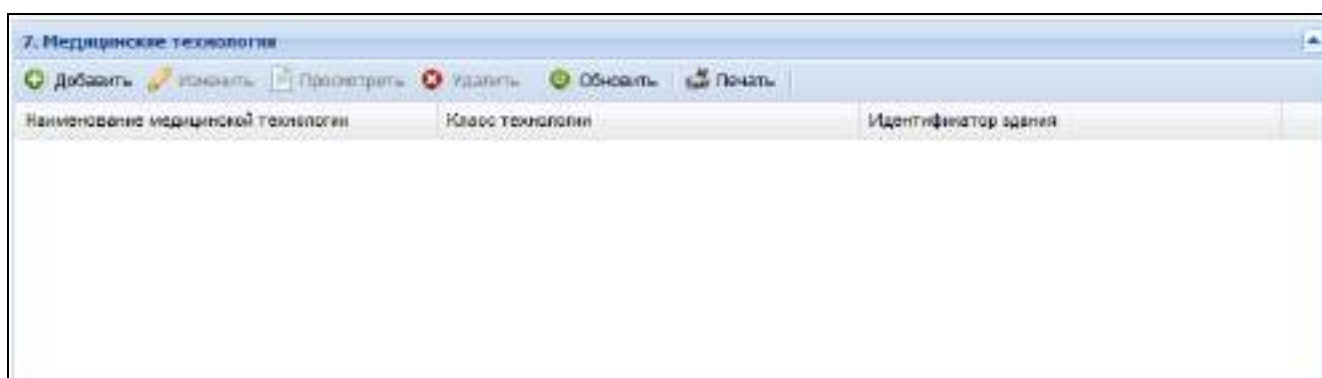 7. Медицинские технологии
Добавить Изменить Просмотреть Удалить Обновить Печать
Наименование медицинской технологии Класс технологии Идентификатор здания